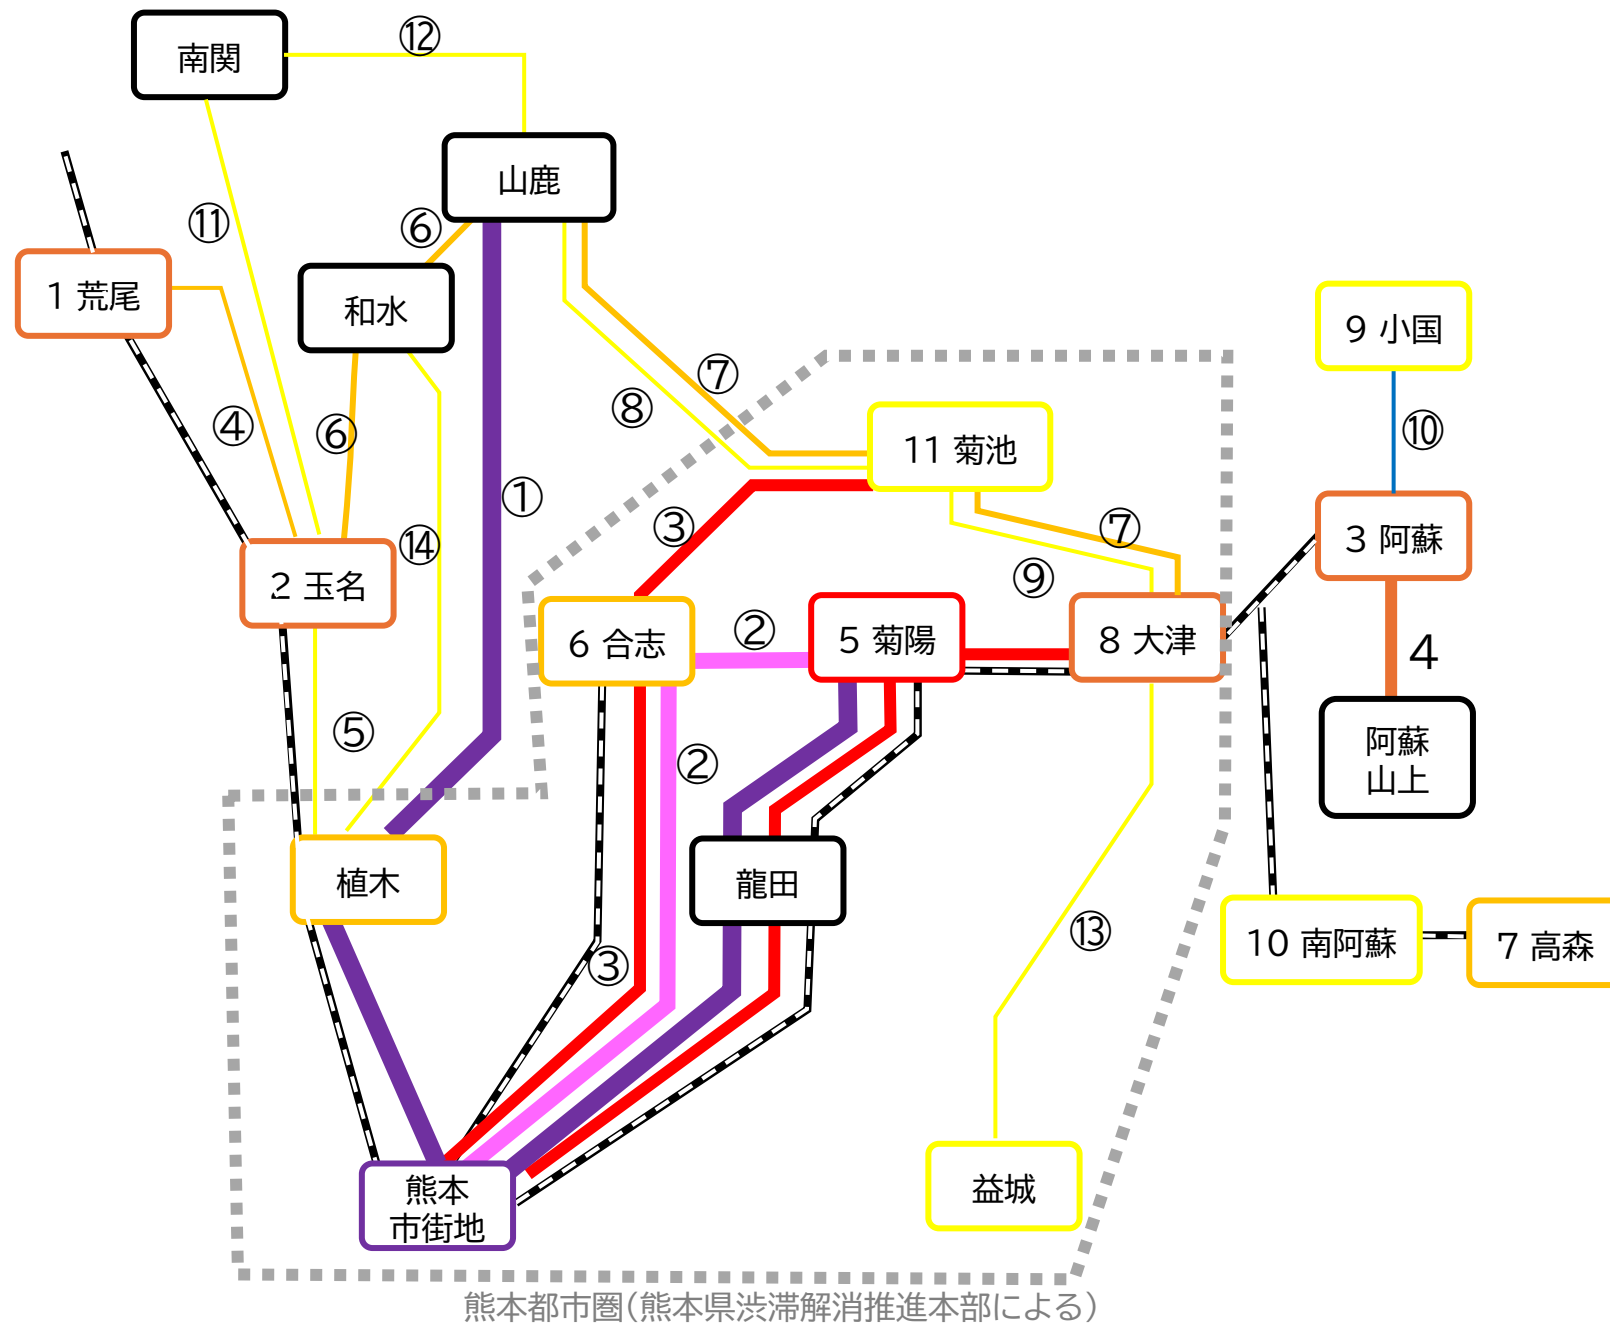 ⑫
南関
山鹿
⑪
⑥
1 荒尾
和水
9 小国
⑦
⑧
④
⑥
⑩
11 菊池
①
③
⑦
⑭
3 阿蘇
⑨
2 玉名
②
6 合志
5 菊陽
8 大津
4
⑤
②
阿蘇
山上
植木
龍田
⑬
10 南阿蘇
7 高森
③
熊本
市街地
益城
熊本都市圏(熊本県渋滞解消推進本部による)